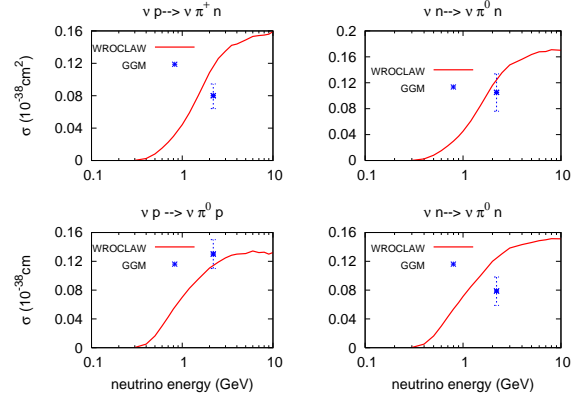 ν p--> ν π+ n
σ (10-38cm2)
0.16
0.12
0.08
0.04
0
WROCLAW
GGM
0.1 1 10
ν n--> ν π0 n
0.2
0.16
0.12
0.08
0.04
0
WROCLAW
GGM
0.1 1 10
ν p --> ν π0 p
σ (10-38cm
0.16
0.12
0.08
0.04
0
WROCLAW
GGM
0.1 1 10
neutrino energy (GeV)
ν n--> ν π0 n
0.16
0.12
0.08
0.04
0
WROCLAW
GGM
0.1 1 10
neutrino energy (GeV)